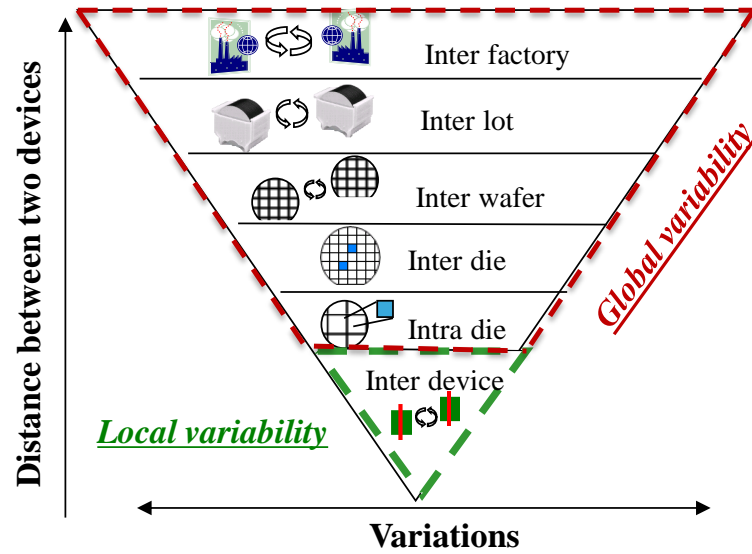 Inter factory
Inter lot
Inter wafer
Inter die
Intra die
Inter device
Local variability
Global variability
Distance between two devices
Variations